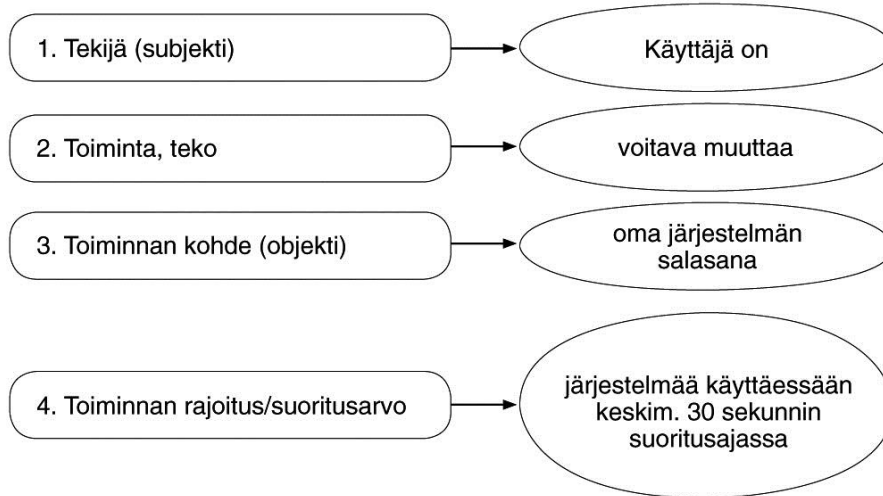 1. Tekijä (subjekti)
Käyttäjä on
2. Toiminta, teko
voitava muuttaa
3. Toiminnan kohde (objekti)
oma järjestelmän
salasana
4. Toiminnan rajoitus/suoritusarvo
järjestelmää käyttäessään
keskim. 30 sekunnin
suoritusajassa